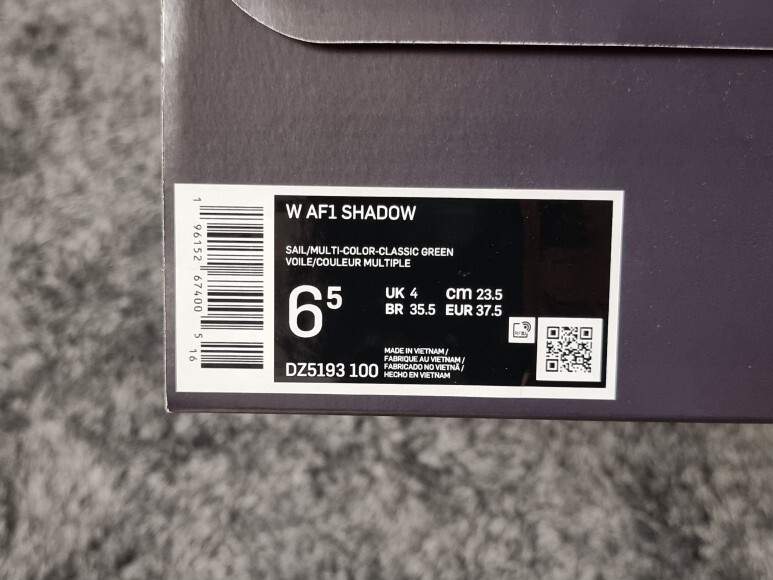 W AF1 SHADOW
SAIL/MULTI-COLOR-CLASSIC GREEN
VOILE/COULEUR MULTIPLE
6⁵
UK 4 cm 23.5
BR 35.5 EUR 37.5
DZ5193 100
MADE IN VIETNAM /
FABRIQUE AU VIETNAM /
FABRICADO NO VIETNÃ /
HECHO EN VIETNAM
1 96152 67400 5 16